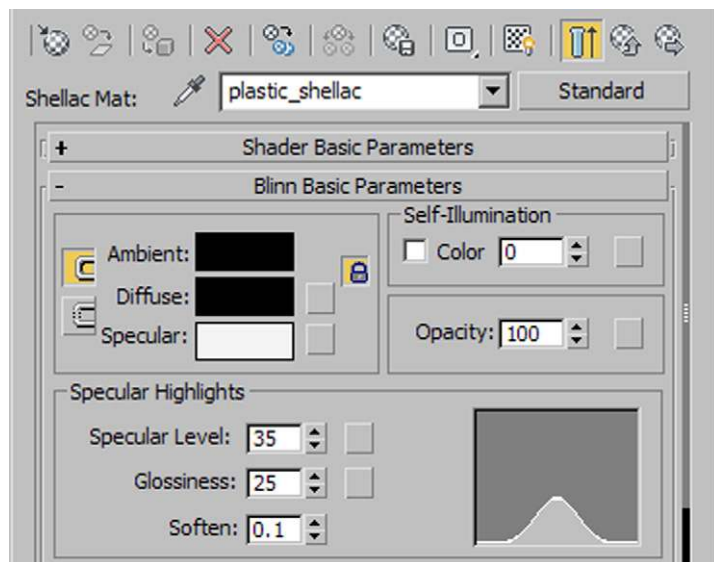 Shellac Mat: plastic_shellac Standard
+ Shader Basic Parameters
- Blinn Basic Parameters
Self-Illumination
Ambient: Color 0
Diffuse:
Specular: Opacity: 100
Specular Highlights
Specular Level: 35
Glossiness: 25
Soften: 0.1